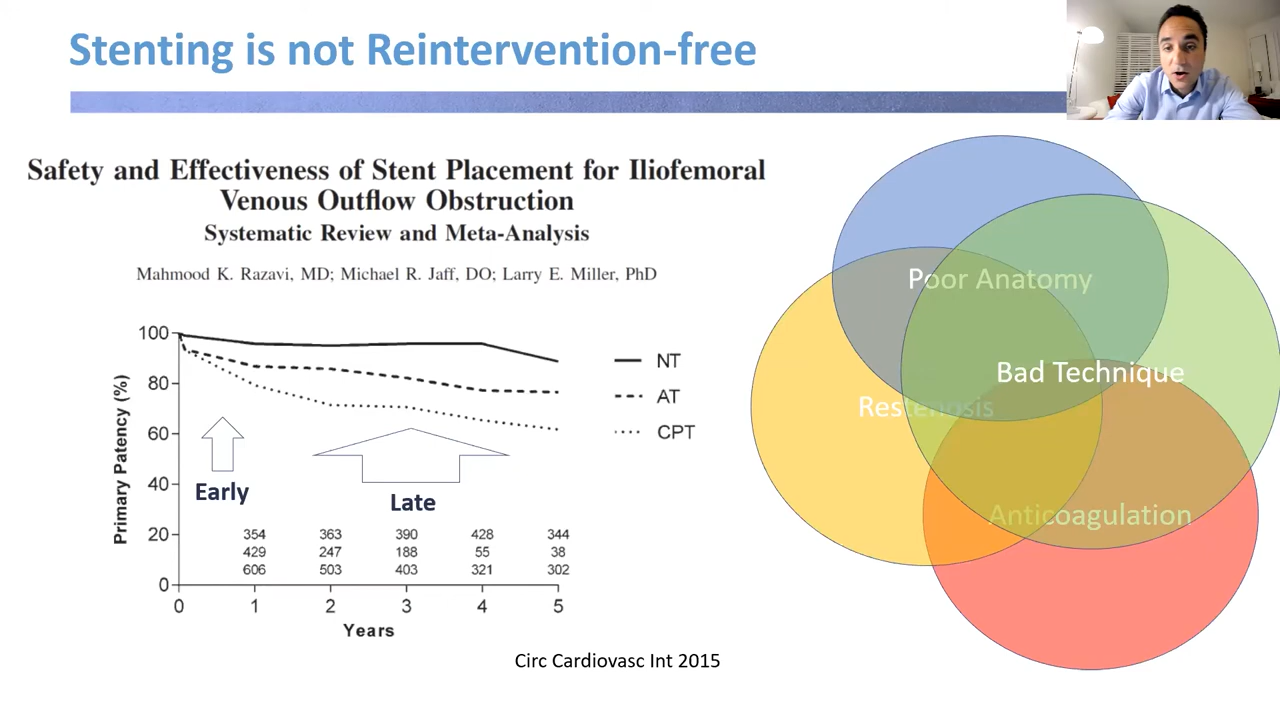 Stenting is not Reintervention-free
Safety and Effectiveness of Stent Placement for Iliofemoral
Venous Outflow Obstruction
Systematic Review and Meta-Analysis
Mahmood K. Razavi, MD; Michael R. Jaff, DO; Larry E. Miller, PhD
Primary Patency (%)
100
80
60
40
20
0
NT
AT
CPT
Early
Late
354 363 390 428 344
429 247 188 55 38
606 503 403 321 302
0 1 2 3 4 5
Years
Circ Cardiovasc Int 2015
Poor Anatomy
Bad Technique
Restenosis
Anticoagulation